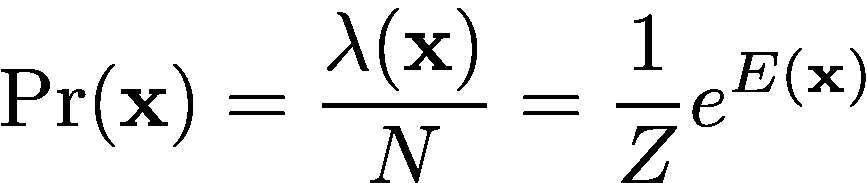 Pr(𝐱) = λ(𝐱)/N = 1/Z e^{E(𝐱)}